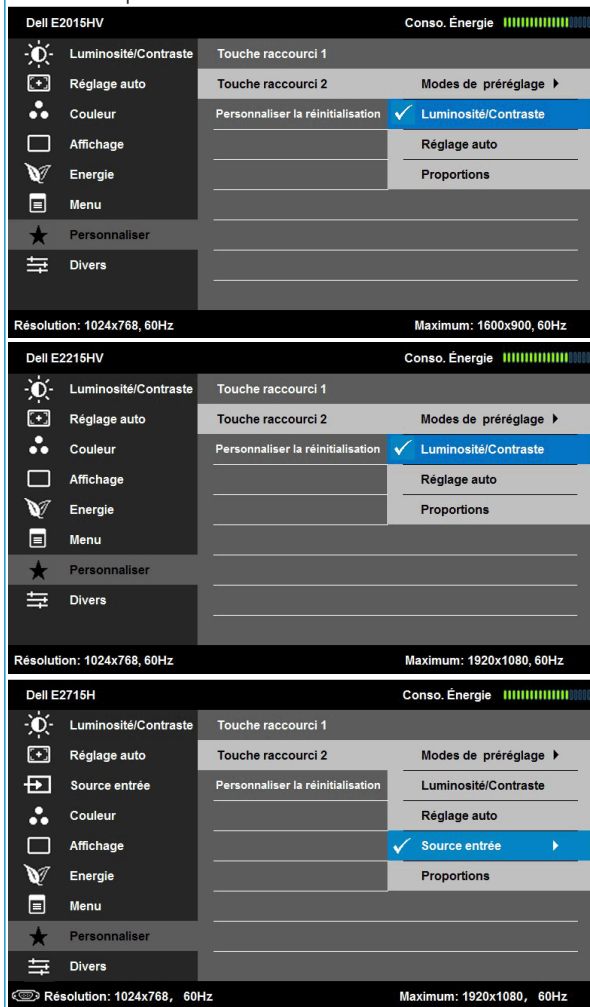 Dell E2015HV Conso. Énergie
Luminosité/Contraste Touche raccourci 1
Réglage auto Touche raccourci 2 Modes de préréglage
Couleur Personnaliser la réinitialisation Luminosité/Contraste
Affichage Réglage auto
Energie Proportions
Menu
Personnaliser
Divers
Résolution: 1024x768, 60Hz Maximum: 1600x900, 60Hz
Dell E2215HV Conso. Énergie
Luminosité/Contraste Touche raccourci 1
Réglage auto Touche raccourci 2 Modes de préréglage
Couleur Personnaliser la réinitialisation Luminosité/Contraste
Affichage Réglage auto
Energie Proportions
Menu
Personnaliser
Divers
Résolution: 1024x768, 60Hz Maximum: 1920x1080, 60Hz
Dell E2715H Conso. Énergie
Luminosité/Contraste Touche raccourci 1
Réglage auto Touche raccourci 2 Modes de préréglage
Source entrée Personnaliser la réinitialisation Luminosité/Contraste
Couleur Réglage auto
Affichage Source entrée
Energie Proportions
Menu
Personnaliser
Divers
Résolution: 1024x768, 60Hz Maximum: 1920x1080, 60Hz